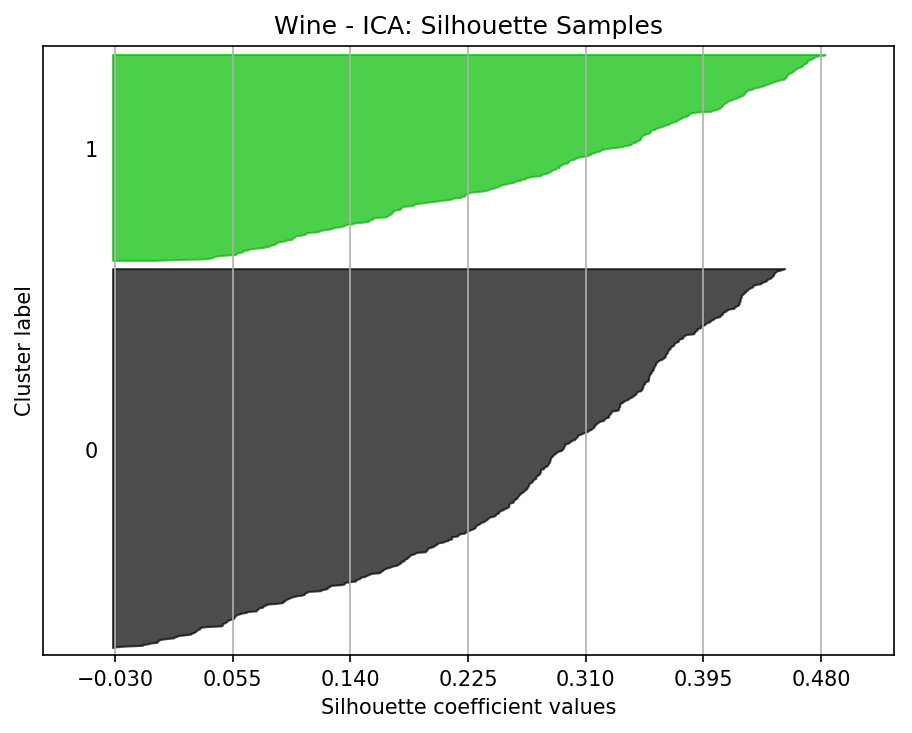 Wine - ICA: Silhouette Samples
1
0
Cluster label
−0.030 0.055 0.140 0.225 0.310 0.395 0.480
Silhouette coefficient values